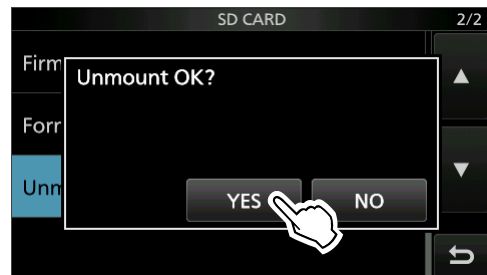 SD CARD 2/2
Firm
Unmount OK?
Forr
Unm
YES NO